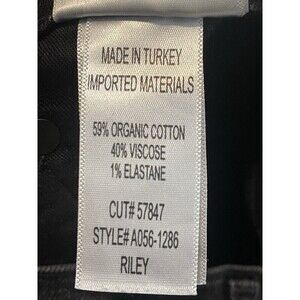 MADE IN TURKEY
IMPORTED MATERIALS
59% ORGANIC COTTON
40% VISCOSE
1% ELASTANE
CUT# 57847
STYLE# A056-1286
RILEY